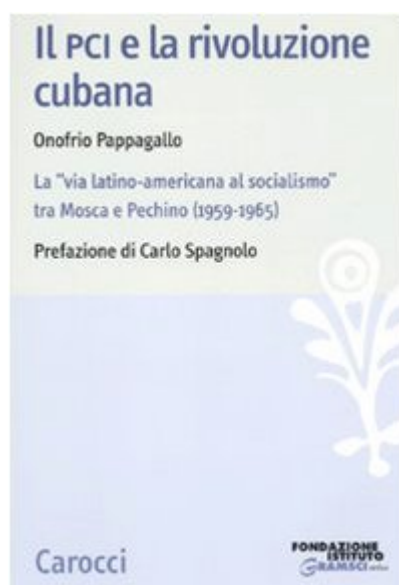 Il PCI e la rivoluzione
cubana
Onofrio Pappagallo
La "via latino-americana al socialismo"
tra Mosca e Pechino (1959-1965)
Prefazione di Carlo Spagnolo
Carocci
FONDAZIONE
ISTITUTO
GRAMSCI